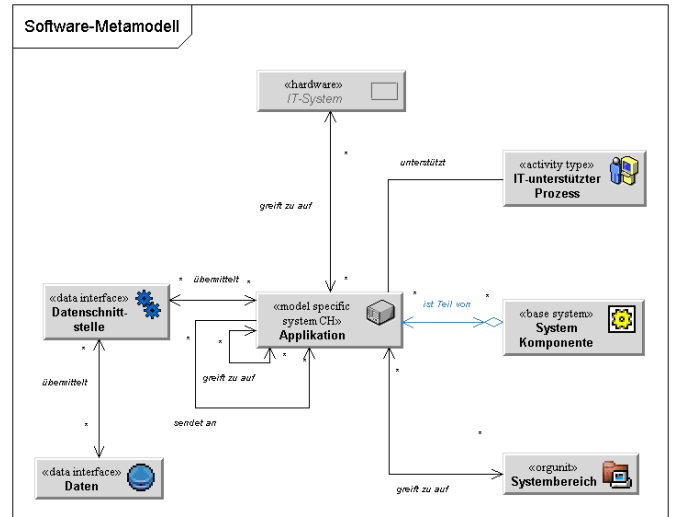 Software-Metamodell
«hardware»
IT-System
*
unterstützt
«activity type»
IT-unterstützter
Prozess
greift zu auf
*
* übermittelt *
«data interface»
Datenschnitt-
stelle
«model specific
system CH»
Applikation
*
ist Teil von
*
«base system»
System
Komponente
*
*
*
*
*
greift zu auf
*
übermittelt
*
sendet an
*
«data interface»
Daten
«orgunit»
Systembereich
greift zu auf